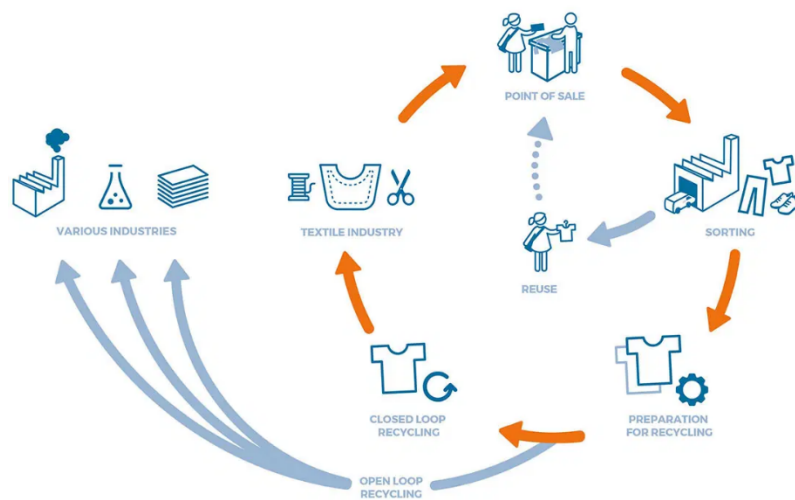 POINT OF SALE
VARIOUS INDUSTRIES
TEXTILE INDUSTRY
SORTING
REUSE
CLOSED LOOP
RECYCLING
PREPARATION
FOR RECYCLING
OPEN LOOP
RECYCLING